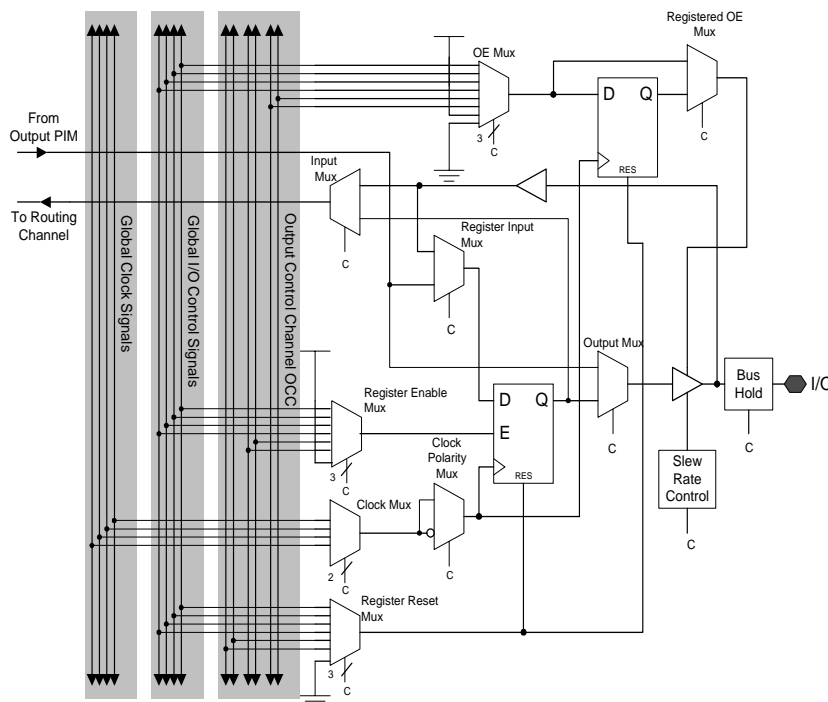 Registered OE
Mux
OE Mux
D Q
RES
3
C
C
From
Output PIM
Input
Mux
To Routing
Channel
C
Register Input
Mux
C
Global Clock Signals
Global I/O Control Signals
Output Control Channel OCC
Output Mux
C
Bus
Hold
I/O
C
Register Enable
Mux
3
C
D Q
E
RES
Clock
Polarity
Mux
C
Slew
Rate
Control
C
Clock Mux
2
C
Register Reset
Mux
3
C